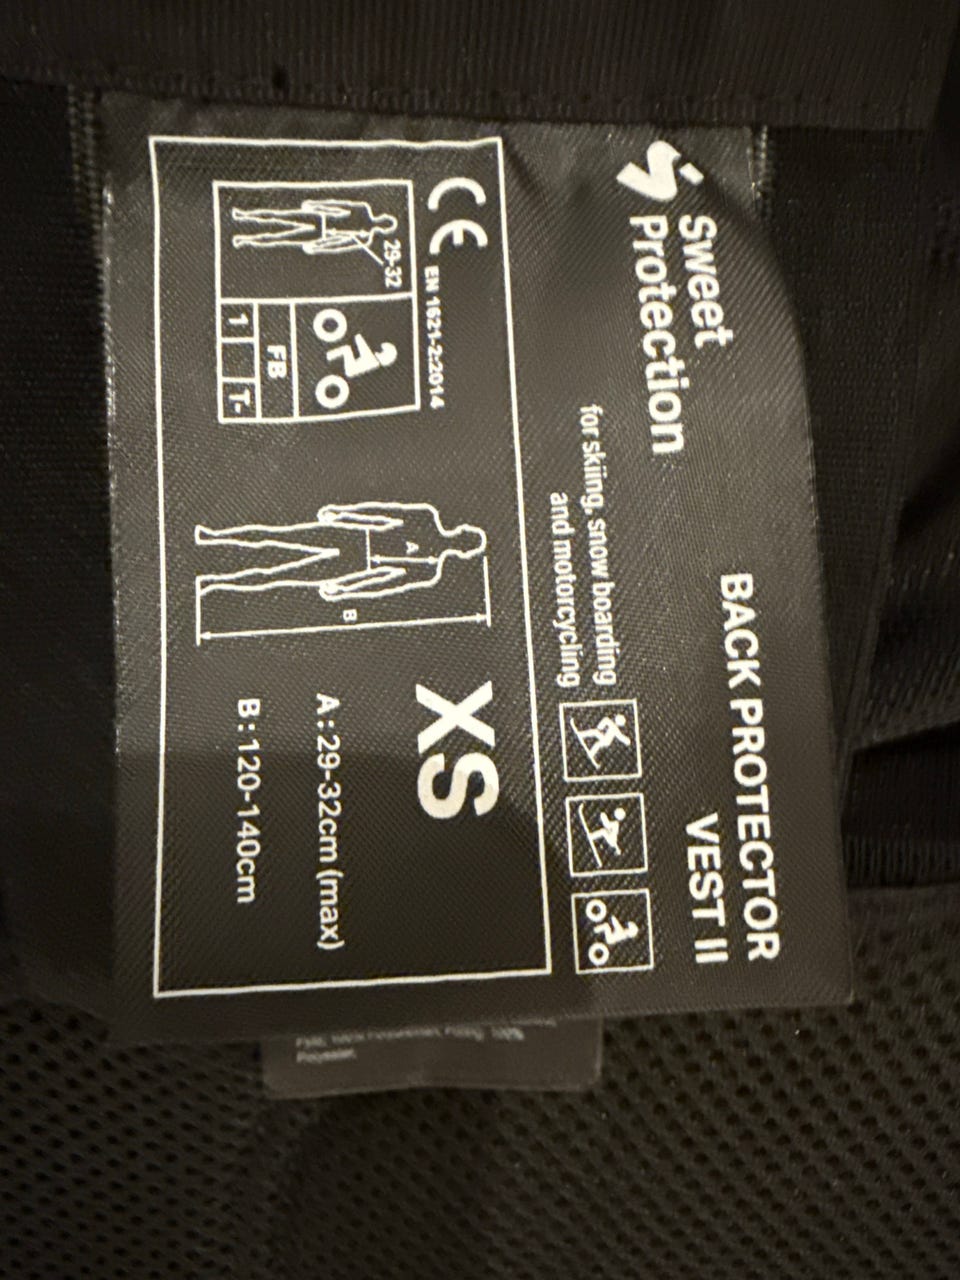 Sweet
Protection
BACK PROTECTOR
VEST II
for skiing, snow boarding
and motorcycling
CE EN 1621-2:2014
29-32
FB
1 T-
A
B
XS
A : 29-32cm (max)
B : 120-140cm